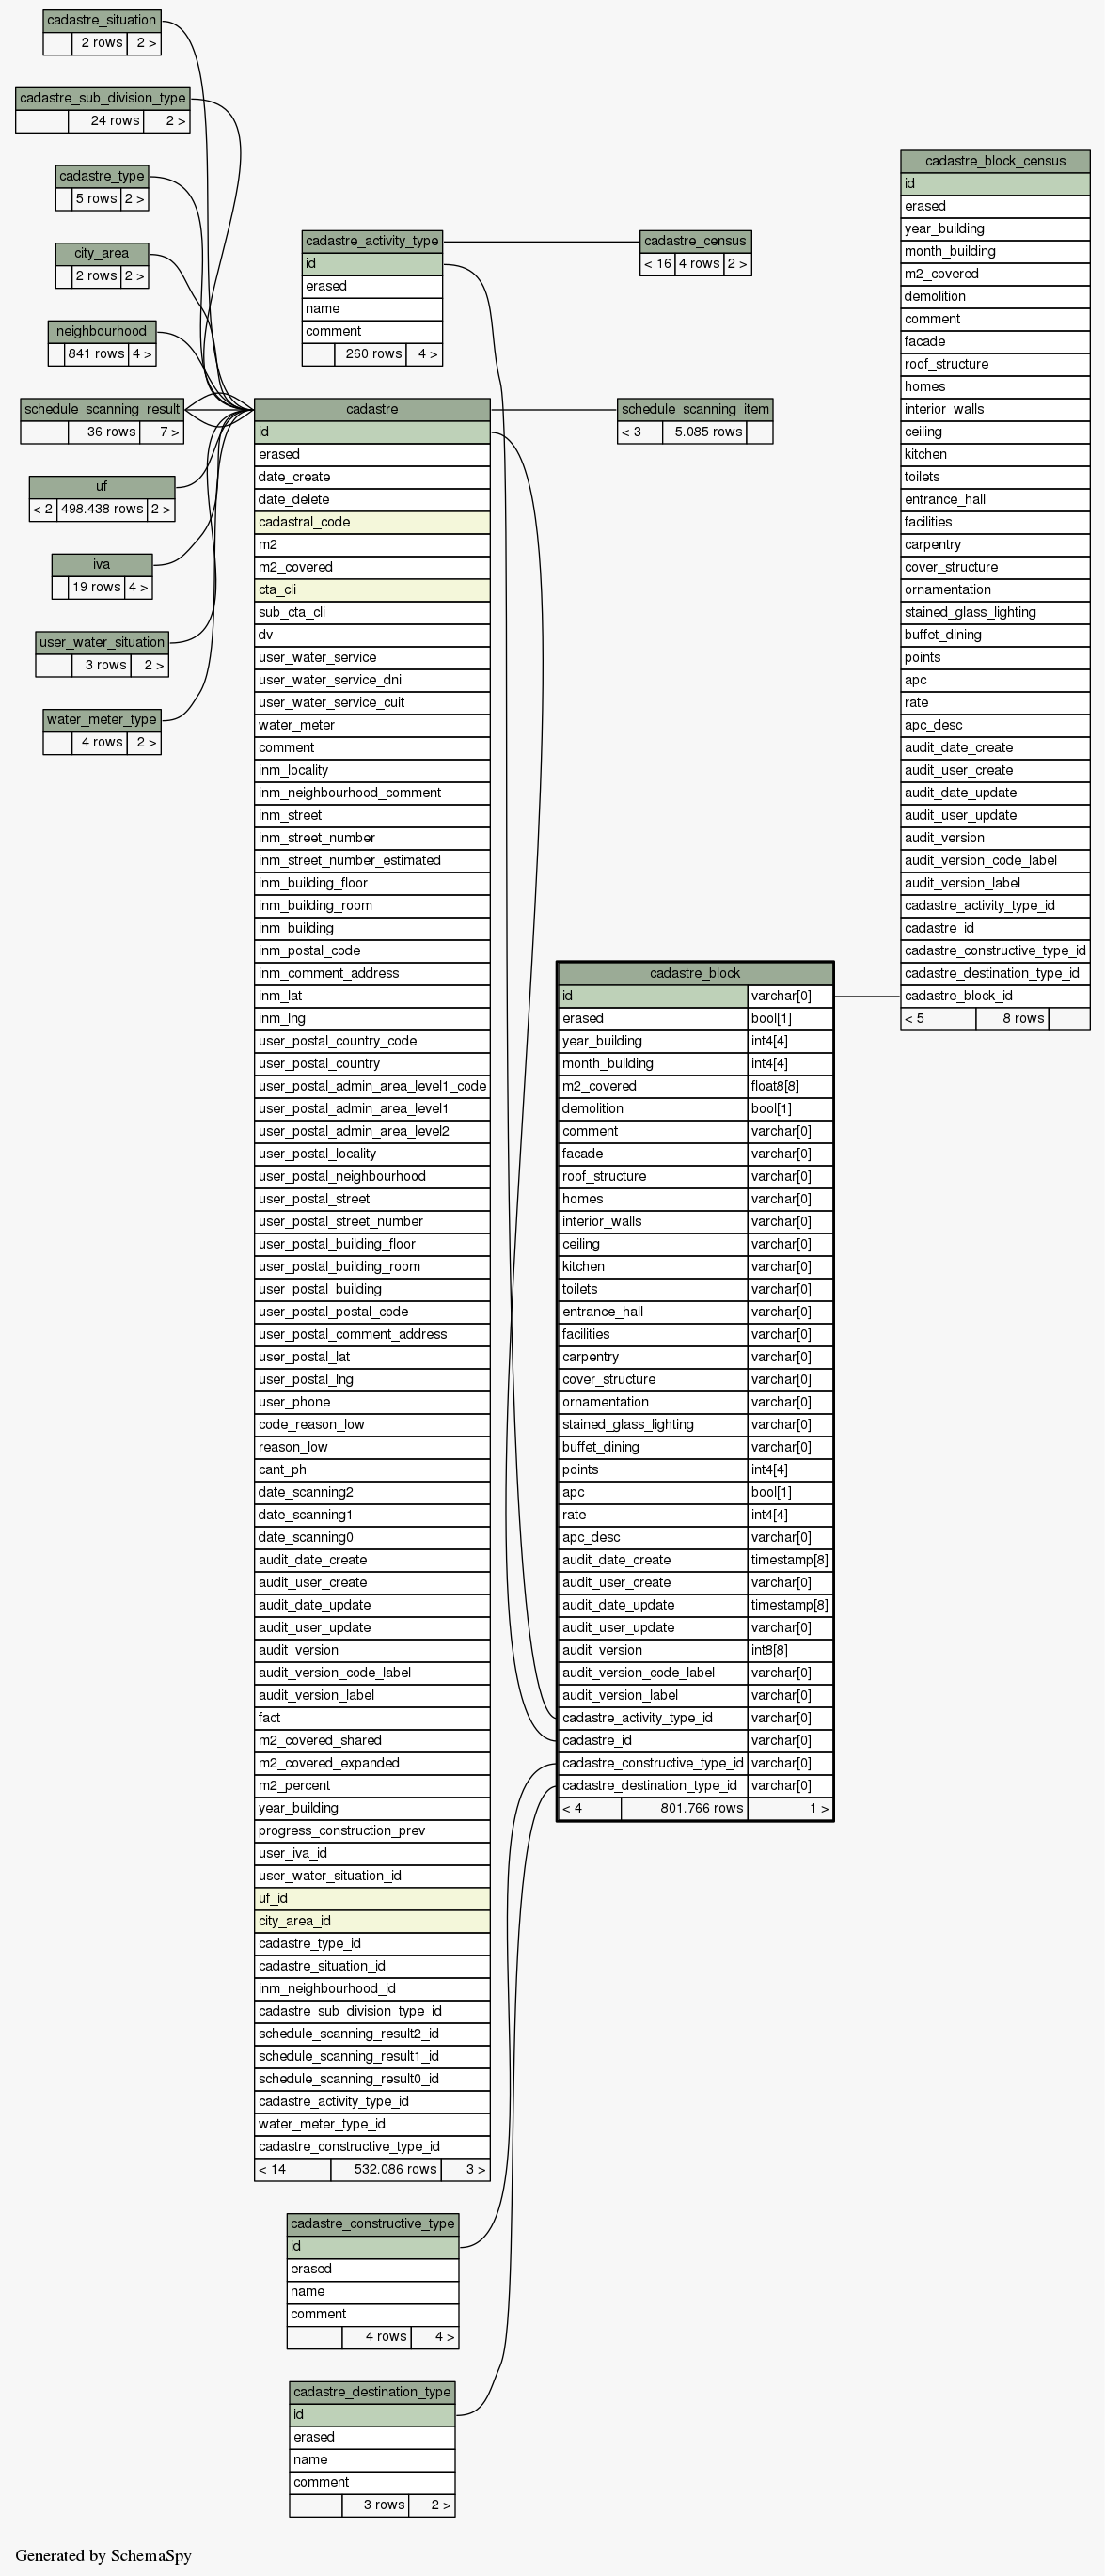 cadastre_situation
2 rows 2 >
cadastre_sub_division_type
24 rows 2 >
cadastre_type
5 rows 2 >
city_area
2 rows 2 >
neighbourhood
841 rows 4 >
schedule_scanning_result
36 rows 7 >
uf
< 2 498.438 rows 2 >
iva
19 rows 4 >
user_water_situation
3 rows 2 >
water_meter_type
4 rows 2 >
cadastre_activity_type
id
erased
name
comment
260 rows 4 >
cadastre_census
< 16 4 rows 2 >
schedule_scanning_item
< 3 5.085 rows
cadastre
id
erased
date_create
date_delete
cadastral_code
m2
m2_covered
cta_cli
sub_cta_cli
dv
user_water_service
user_water_service_dni
user_water_service_cuit
water_meter
comment
inm_locality
inm_neighbourhood_comment
inm_street
inm_street_number
inm_street_number_estimated
inm_building_floor
inm_building_room
inm_building
inm_postal_code
inm_comment_address
inm_lat
inm_lng
user_postal_country_code
user_postal_country
user_postal_admin_area_level1_code
user_postal_admin_area_level1
user_postal_admin_area_level2
user_postal_locality
user_postal_neighbourhood
user_postal_street
user_postal_street_number
user_postal_building_floor
user_postal_building_room
user_postal_building
user_postal_postal_code
user_postal_comment_address
user_postal_lat
user_postal_lng
user_phone
code_reason_low
reason_low
cant_ph
date_scanning2
date_scanning1
date_scanning0
audit_date_create
audit_user_create
audit_date_update
audit_user_update
audit_version
audit_version_code_label
audit_version_label
fact
m2_covered_shared
m2_covered_expanded
m2_percent
year_building
progress_construction_prev
user_iva_id
user_water_situation_id
uf_id
city_area_id
cadastre_type_id
cadastre_situation_id
inm_neighbourhood_id
cadastre_sub_division_type_id
schedule_scanning_result2_id
schedule_scanning_result1_id
schedule_scanning_result0_id
cadastre_activity_type_id
water_meter_type_id
cadastre_constructive_type_id
< 14 532.086 rows 3 >
cadastre_block_census
id
erased
year_building
month_building
m2_covered
demolition
comment
facade
roof_structure
homes
interior_walls
ceiling
kitchen
toilets
entrance_hall
facilities
carpentry
cover_structure
ornamentation
stained_glass_lighting
buffet_dining
points
apc
rate
apc_desc
audit_date_create
audit_user_create
audit_date_update
audit_user_update
audit_version
audit_version_code_label
audit_version_label
cadastre_activity_type_id
cadastre_id
cadastre_constructive_type_id
cadastre_destination_type_id
cadastre_block_id
< 5 8 rows
cadastre_block
id varchar[0]
erased bool[1]
year_building int4[4]
month_building int4[4]
m2_covered float8[8]
demolition bool[1]
comment varchar[0]
facade varchar[0]
roof_structure varchar[0]
homes varchar[0]
interior_walls varchar[0]
ceiling varchar[0]
kitchen varchar[0]
toilets varchar[0]
entrance_hall varchar[0]
facilities varchar[0]
carpentry varchar[0]
cover_structure varchar[0]
ornamentation varchar[0]
stained_glass_lighting varchar[0]
buffet_dining varchar[0]
points int4[4]
apc bool[1]
rate int4[4]
apc_desc varchar[0]
audit_date_create timestamp[8]
audit_user_create varchar[0]
audit_date_update timestamp[8]
audit_user_update varchar[0]
audit_version int8[8]
audit_version_code_label varchar[0]
audit_version_label varchar[0]
cadastre_activity_type_id varchar[0]
cadastre_id varchar[0]
cadastre_constructive_type_id varchar[0]
cadastre_destination_type_id varchar[0]
< 4 801.766 rows 1 >
cadastre_constructive_type
id
erased
name
comment
4 rows 4 >
cadastre_destination_type
id
erased
name
comment
3 rows 2 >
Generated by SchemaSpy